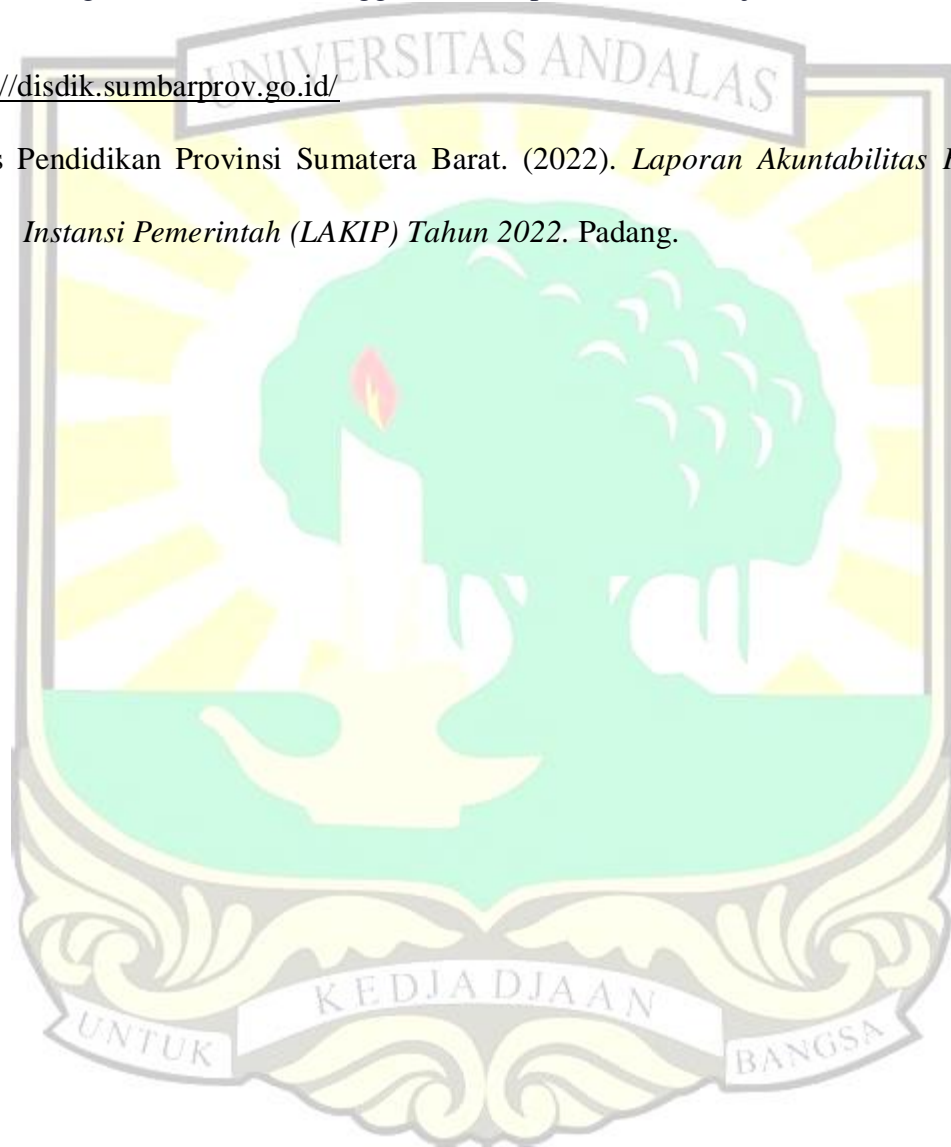 UNIVERSITAS ANDALAS
//disdik.sumbarprov.go.id/
s Pendidikan Provinsi Sumatera Barat. (2022). Laporan Akuntabilitas
Instansi Pemerintah (LAKIP) Tahun 2022. Padang.
UNTUK KEDJADJAAN BANGSA